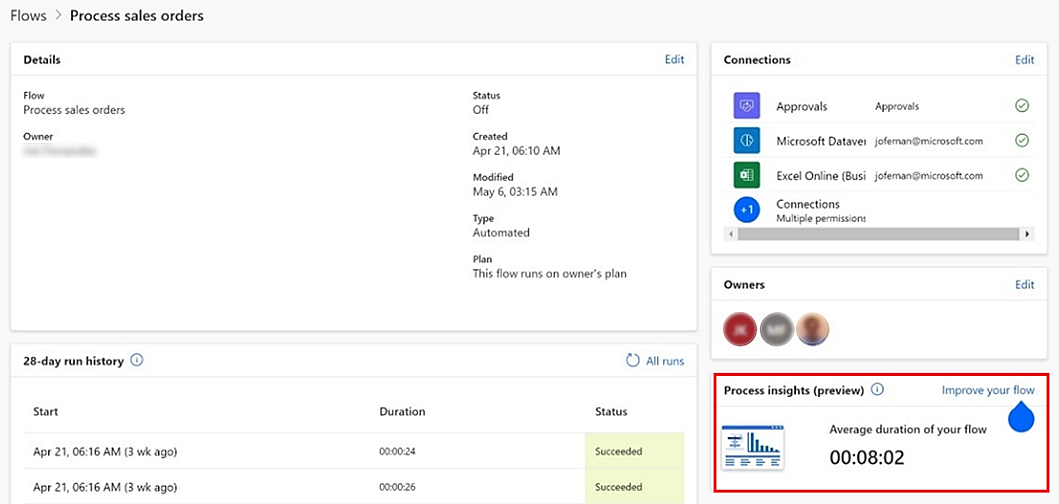 Flows > Process sales orders
Details
Edit
Flow
Process sales orders
Owner
Status
Off
Created
Apr 21, 06:10 AM
Modified
May 6, 03:15 AM
Type
Automated
Plan
This flow runs on owner's plan
28-day run history
All runs
Start Duration Status
Apr 21, 06:16 AM (3 wk ago) 00:00:24 Succeeded
Apr 21, 06:16 AM (3 wk ago) 00:00:26 Succeeded
Connections
Edit
Approvals Approvals
Microsoft Dataver jofernan@microsoft.com
Excel Online (Busi jofernan@microsoft.com
+1
Connections
Multiple permissions
Owners
Edit
Process insights (preview)
Improve your flow
Average duration of your flow
00:08:02